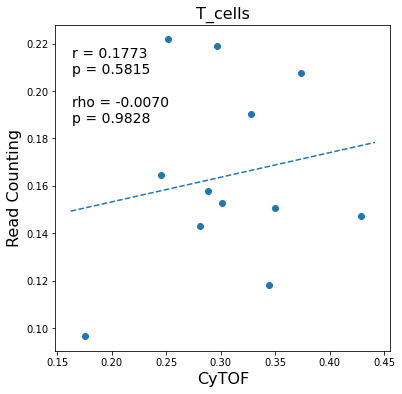 T_cells
r = 0.1773
p = 0.5815
rho = -0.0070
p = 0.9828
Read Counting
0.22
0.20
0.18
0.16
0.14
0.12
0.10
0.15 0.20 0.25 0.30 0.35 0.40 0.45
CyTOF